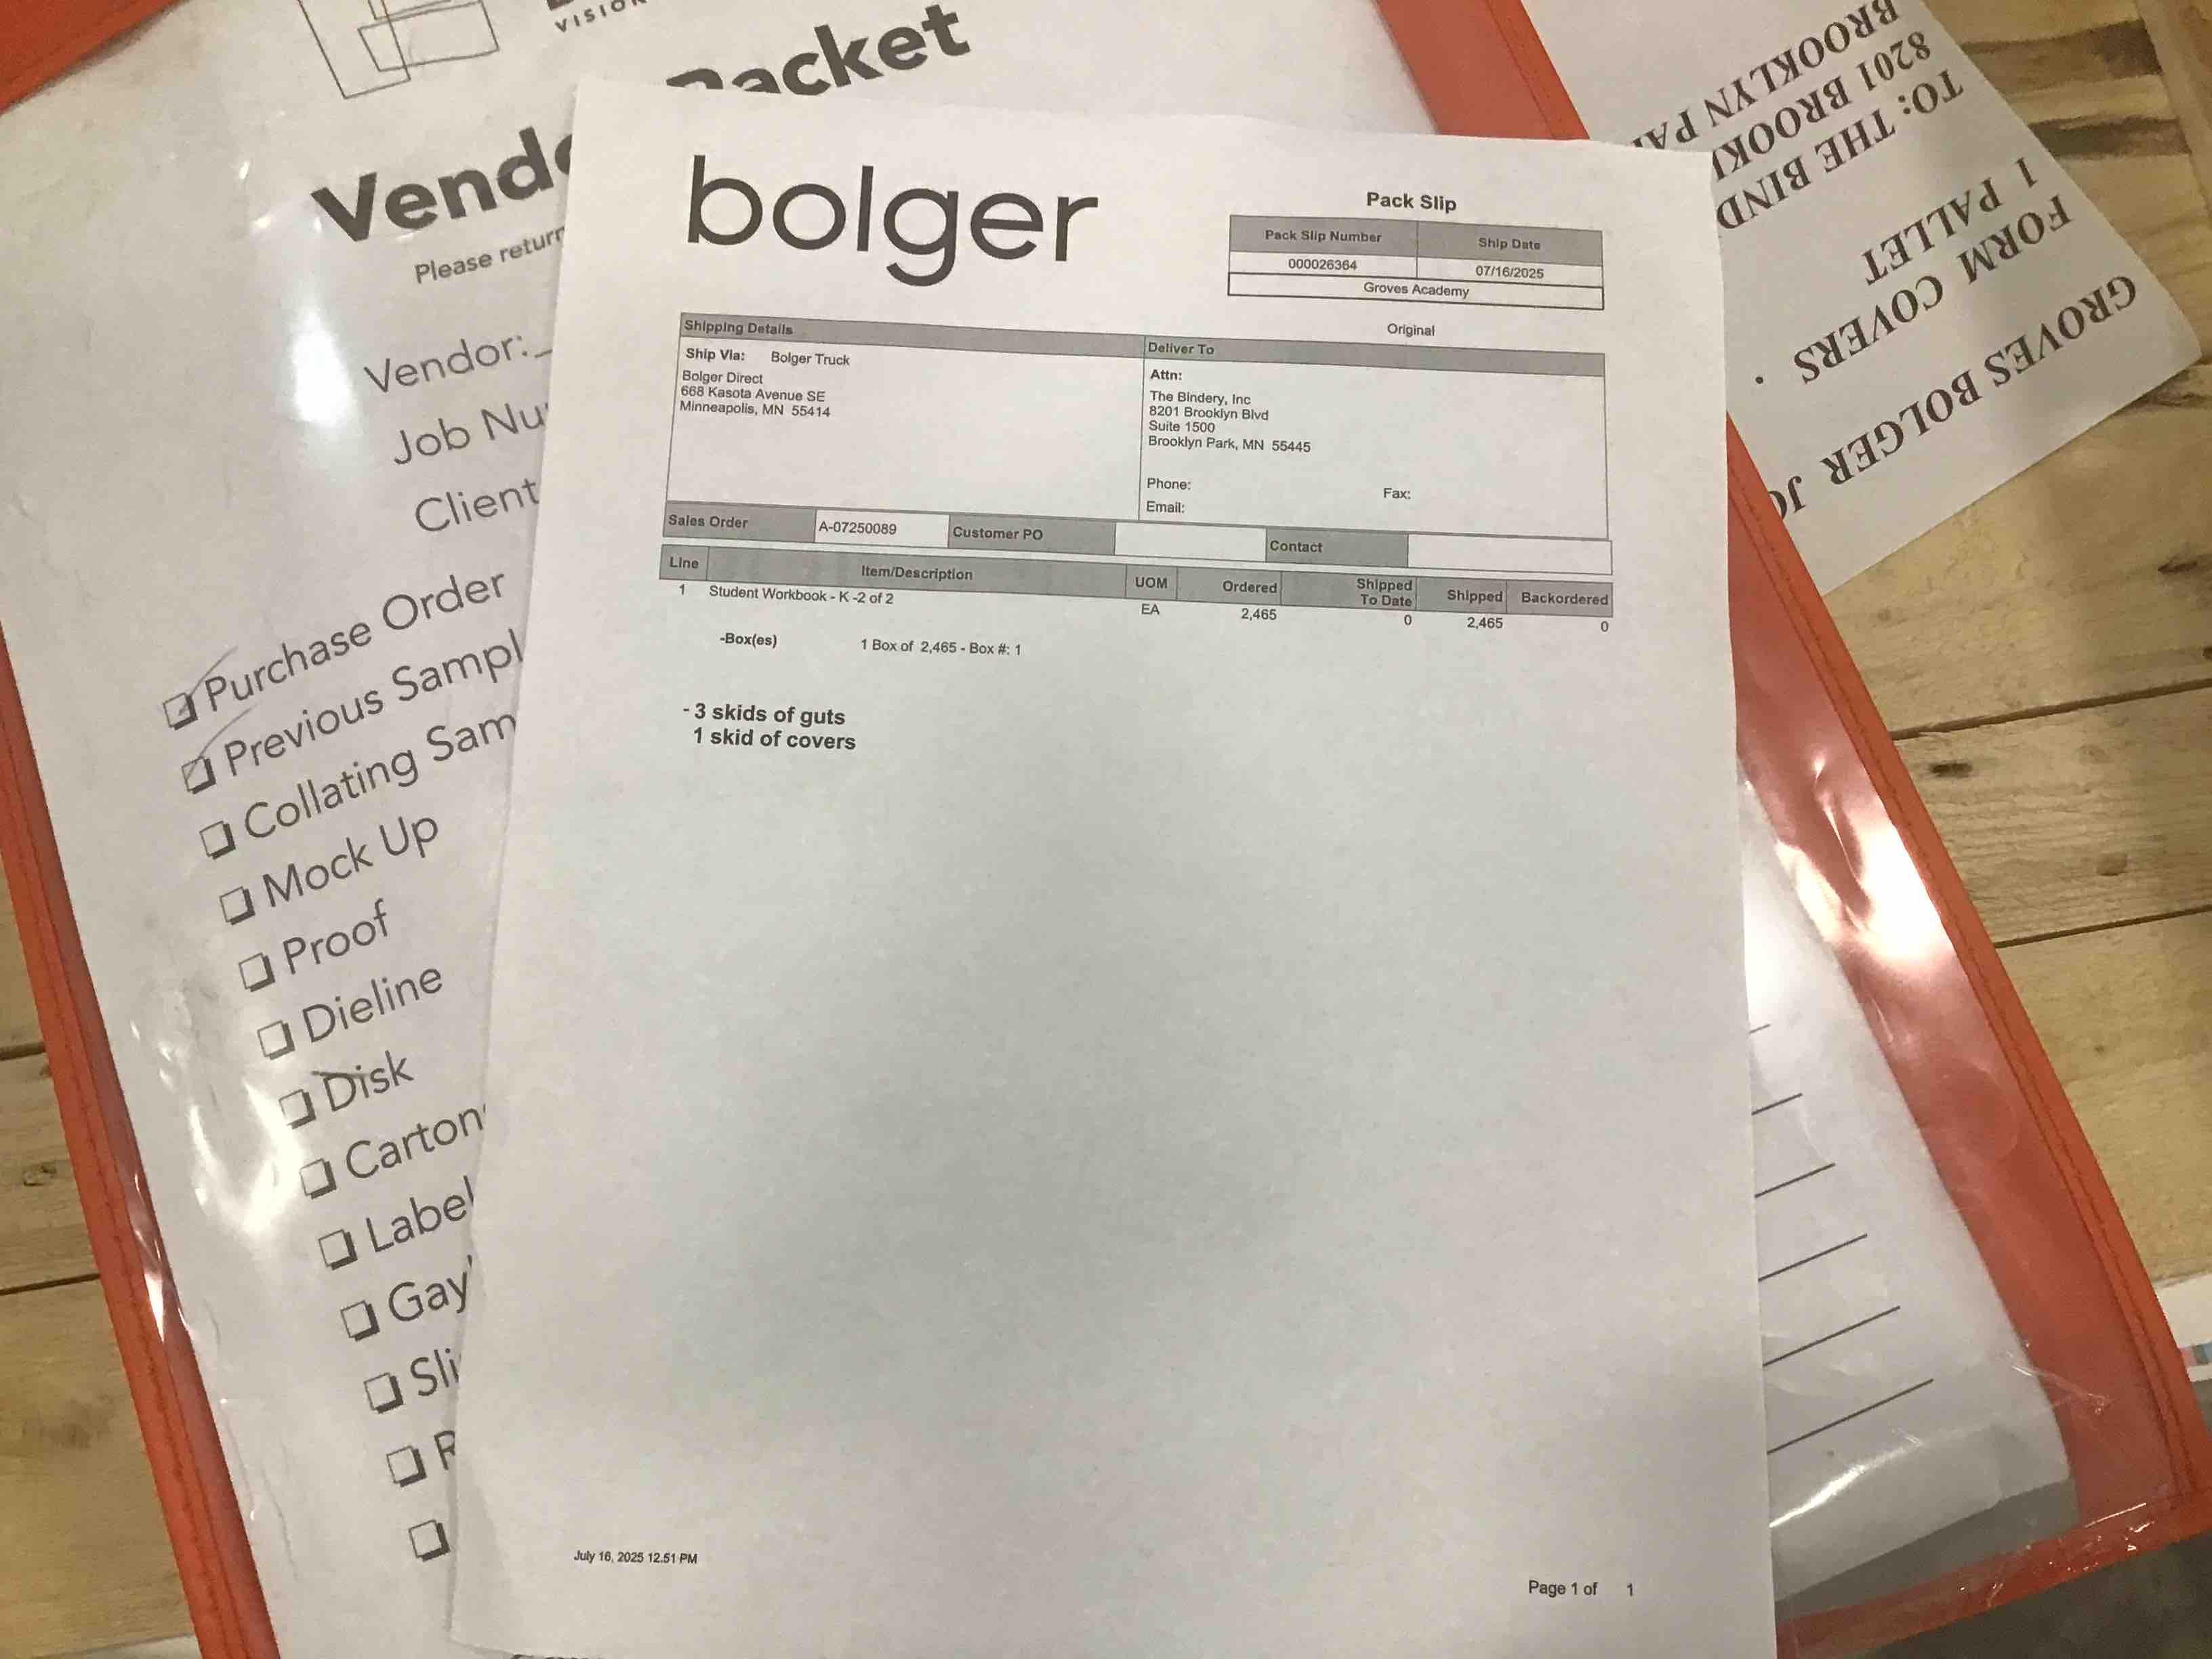 VISION
Packet
Vendo
Please return
Vendor:_
Job Nu
Client
Purchase Order
Previous Sampl
Collating Sam
Mock Up
Proof
Dieline
Disk
Carton
Label
Gay
Sli
R
bolger
Pack Slip
Pack Slip Number Ship Date
000026364 07/16/2025
Groves Academy
Original
Shipping Details
Ship Via: Bolger Truck
Bolger Direct
668 Kasota Avenue SE
Minneapolis, MN 55414
Deliver To
Attn:
The Bindery, Inc
8201 Brooklyn Blvd
Suite 1500
Brooklyn Park, MN 55445
Phone: Fax:
Email:
Sales Order A-07250089 Customer PO Contact
Line Item/Description UOM Ordered Shipped To Date Shipped Backordered
1 Student Workbook - K -2 of 2 EA 2,465 0 2,465 0
-Box(es) 1 Box of 2,465 - Box #: 1
- 3 skids of guts
1 skid of covers
July 16, 2025 12.51 PM
Page 1 of 1
GROVES BOLGER JO
FORM COVERS .
1 PALLET
TO: THE BIND
8201 BROOKL
BROOKLYN PAR